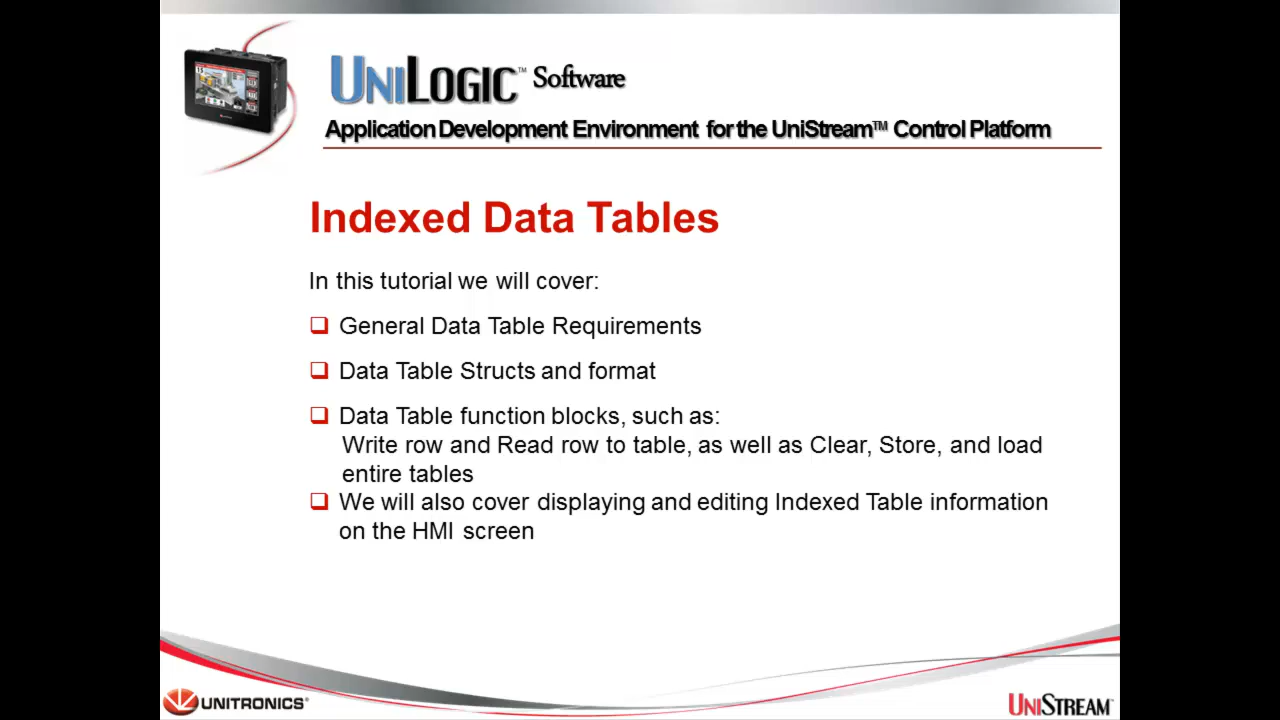 UNILOGIC™ Software
Application Development Environment for the UniStream™ Control Platform
Indexed Data Tables
In this tutorial we will cover:
General Data Table Requirements
Data Table Structs and format
Data Table function blocks, such as:
Write row and Read row to table, as well as Clear, Store, and load
entire tables
We will also cover displaying and editing Indexed Table information
on the HMI screen
UNITRONICS®
UNISTREAM™